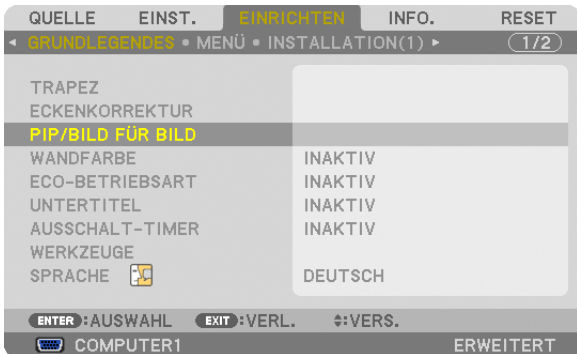 QUELLE EINST. EINRICHTEN INFO. RESET
GRUNDLEGENDES • MENÜ • INSTALLATION(1) 1/2
TRAPEZ
ECKENKORREKTUR
PIP/BILD FÜR BILD
WANDFARBE INAKTIV
ECO-BETRIEBSART INAKTIV
UNTERTITEL INAKTIV
AUSSCHALT-TIMER INAKTIV
WERKZEUGE
SPRACHE DEUTSCH
ENTER:AUSWAHL EXIT:VERL. :VERS.
COMPUTER1 ERWEITERT